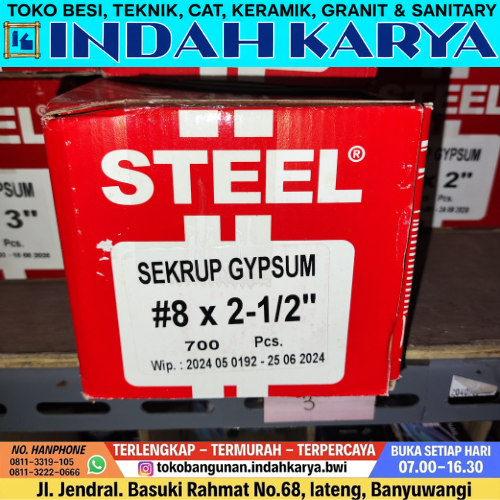 TOKO BESI, TEKNIK, CAT, KERAMIK, GRANIT & SANITARY
INDAH KARYA
STEEL®
SEKRUP GYPSUM
#8 x 2-1/2"
700 Pcs.
Wip. : 2024 05 0192 - 25 06 2024
PSUM
3"
Pcs.
GYPSUM
x 2"
Pcs.
3
NO. HANPHONE
0811-3319-105
0811-3222-0666
TERLENGKAP – TERMURAH – TERPERCAYA
tokobangunan.indahkarya.bwi
BUKA SETIAP HARI
07.00-16.30
Jl. Jendral. Basuki Rahmat No.68, lateng, Banyuwangi